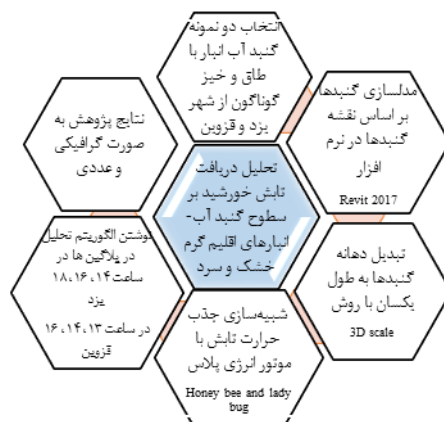 انتخاب دو نمونه
گنبد آب انبار با
طاق و خیز
گوناگون از شهر
یزد و قزوین
مدلسازی گنبدها
بر اساس نقشه
گنبدها در نرم
افزار
Revit 2017
تبدیل دهانه
گنبدها به طول
یکسان با روش
3D scale
شبیه‌سازی جذب
حرارت تابش با
موتور انرژی پلاس
Honey bee and lady
bug
نوشتن الگوریتم تحلیل
در پلاگین ها در
ساعت ۱۴، ۱۶، ۱۸
یزد
در ساعت ۱۳، ۱۴، ۱۶
قزوین
نتایج پژوهش به
صورت گرافیکی
و عددی
تحلیل دریافت
تابش خورشید بر
سطوح گنبد آب-
انبارهای اقلیم گرم
خشک و سرد